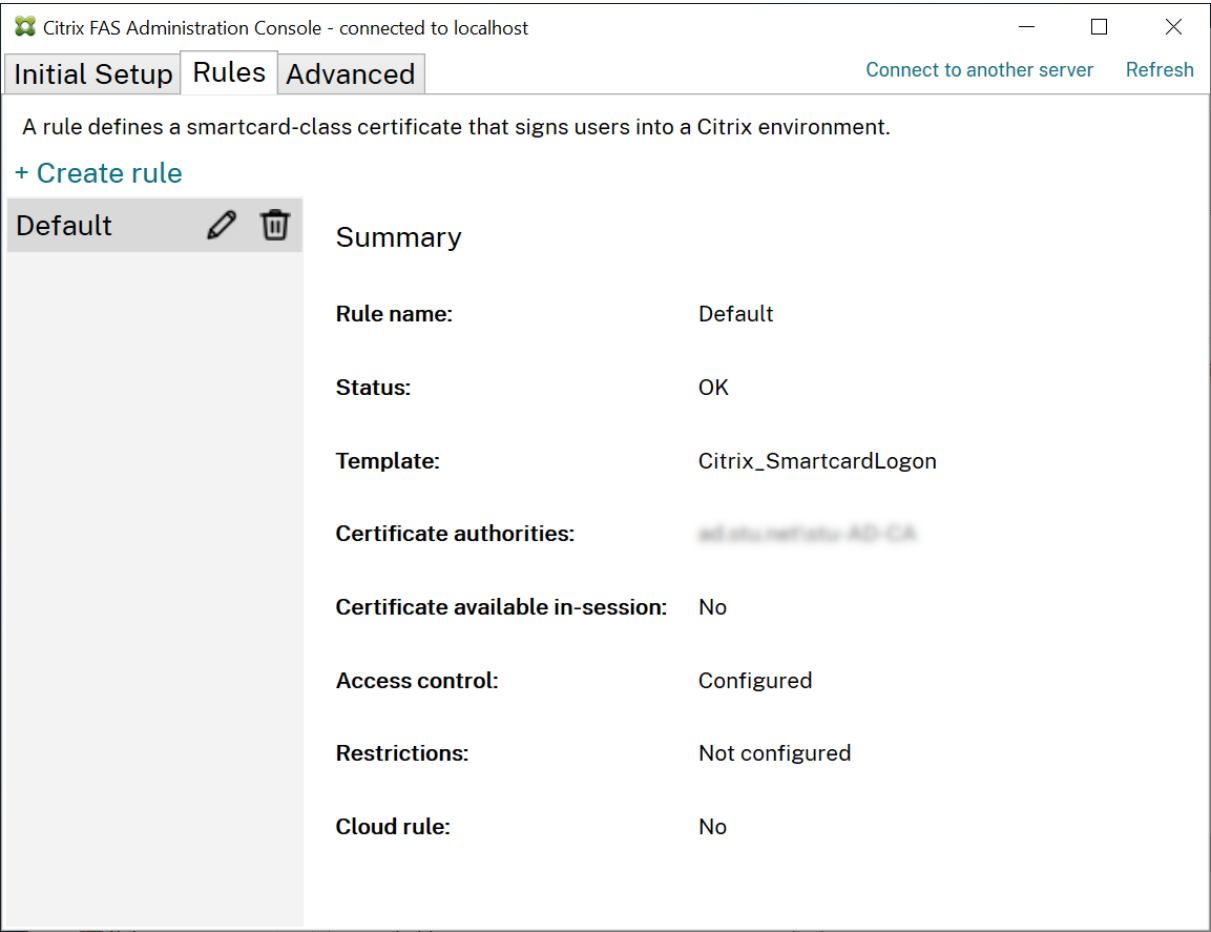 Citrix FAS Administration Console - connected to localhost
Initial Setup Rules Advanced Connect to another server Refresh
A rule defines a smartcard-class certificate that signs users into a Citrix environment.
+ Create rule
Default
Summary
Rule name: Default
Status: OK
Template: Citrix_SmartcardLogon
Certificate authorities:
Certificate available in-session: No
Access control: Configured
Restrictions: Not configured
Cloud rule: No